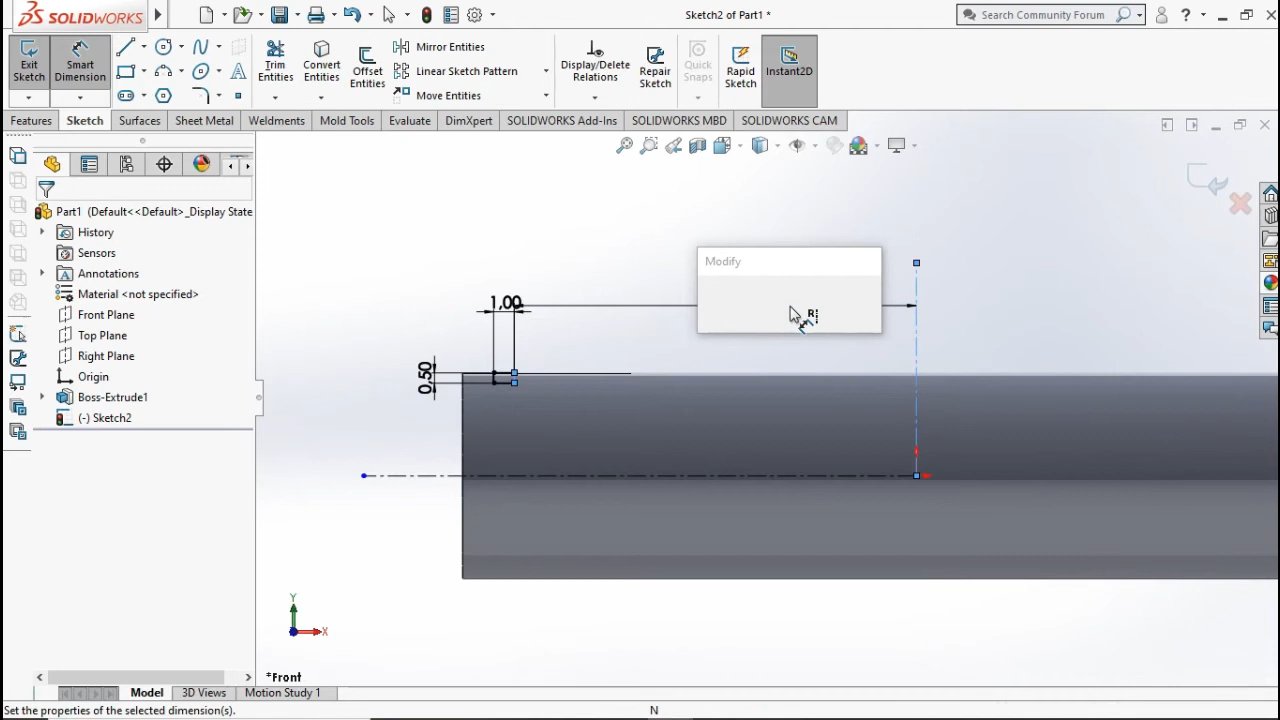 SOLIDWORKS
Sketch2 of Part1 *
Search Community Forum
?
Exit Sketch
Smart Dimension
Trim Entities
Convert Entities
Offset Entities
Mirror Entities
Linear Sketch Pattern
Move Entities
Display/Delete Relations
Repair Sketch
Quick Snaps
Rapid Sketch
Instant2D
Features
Sketch
Surfaces
Sheet Metal
Weldments
Mold Tools
Evaluate
DimXpert
SOLIDWORKS Add-Ins
SOLIDWORKS MBD
SOLIDWORKS CAM
Part1 (Default<<Default>_Display State
History
Sensors
Annotations
Material <not specified>
Front Plane
Top Plane
Right Plane
Origin
Boss-Extrude1
(-) Sketch2
Modify
1,00
0,50
Y
X
*Front
Model
3D Views
Motion Study 1
Set the properties of the selected dimension(s).
N